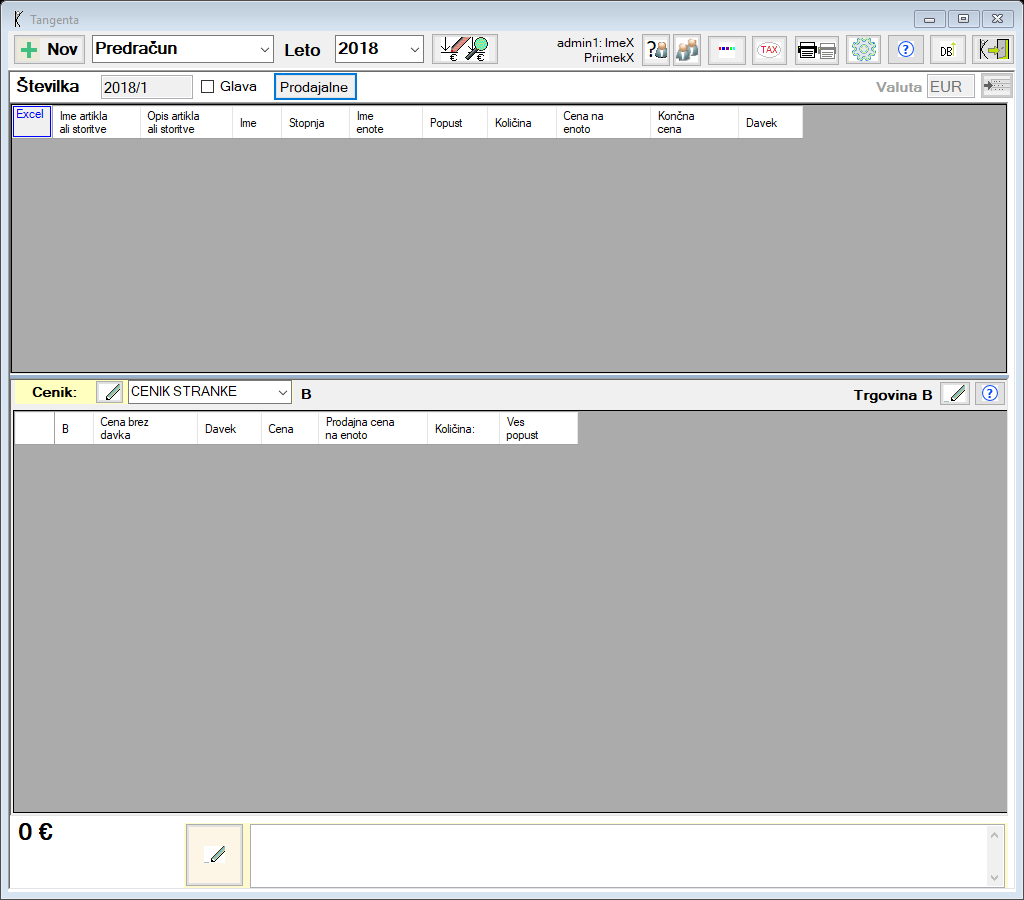 Tangenta
Nov
Predračun
Leto
2018
€
€
admin1: ImeX
PriimekX
?
TAX
?
DB
Številka
2018/1
Glava
Prodajalne
Valuta
EUR
Excel
Ime artikla
ali storitve
Opis artikla
ali storitve
Ime
Stopnja
Ime
enote
Popust
Količina
Cena na
enoto
Končna
cena
Davek
Cenik:
CENIK STRANKE
B
Trgovina B
?
B
Cena brez
davka
Davek
Cena
Prodajna cena
na enoto
Količina:
Ves
popust
0 €